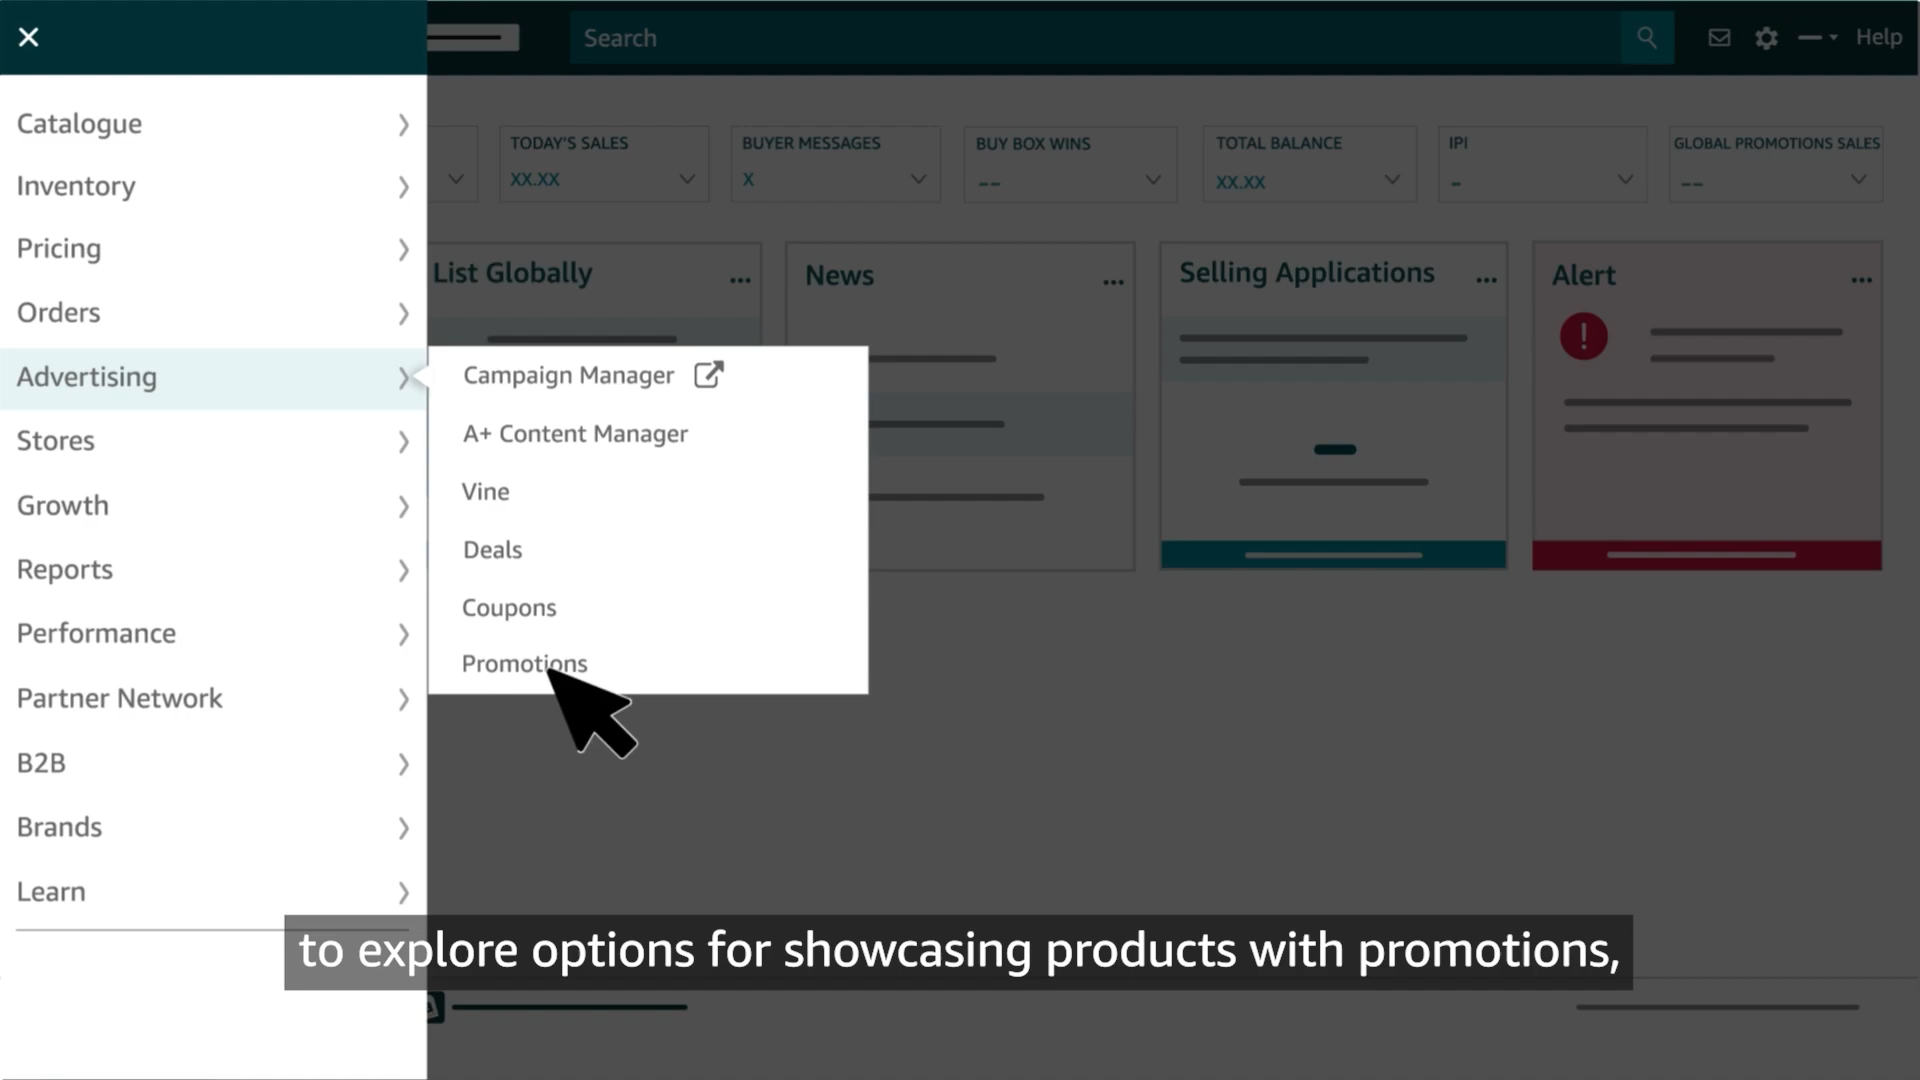 Search
Help
Catalogue
Inventory
Pricing
Orders
Advertising
Stores
Growth
Reports
Performance
Partner Network
B2B
Brands
Learn
TODAY'S SALES
XX.XX
BUYER MESSAGES
X
BUY BOX WINS
--
TOTAL BALANCE
XX.XX
IPI
-
GLOBAL PROMOTIONS SALES
--
List Globally
News
Selling Applications
Alert
Campaign Manager
A+ Content Manager
Vine
Deals
Coupons
Promotions
to explore options for showcasing products with promotions,